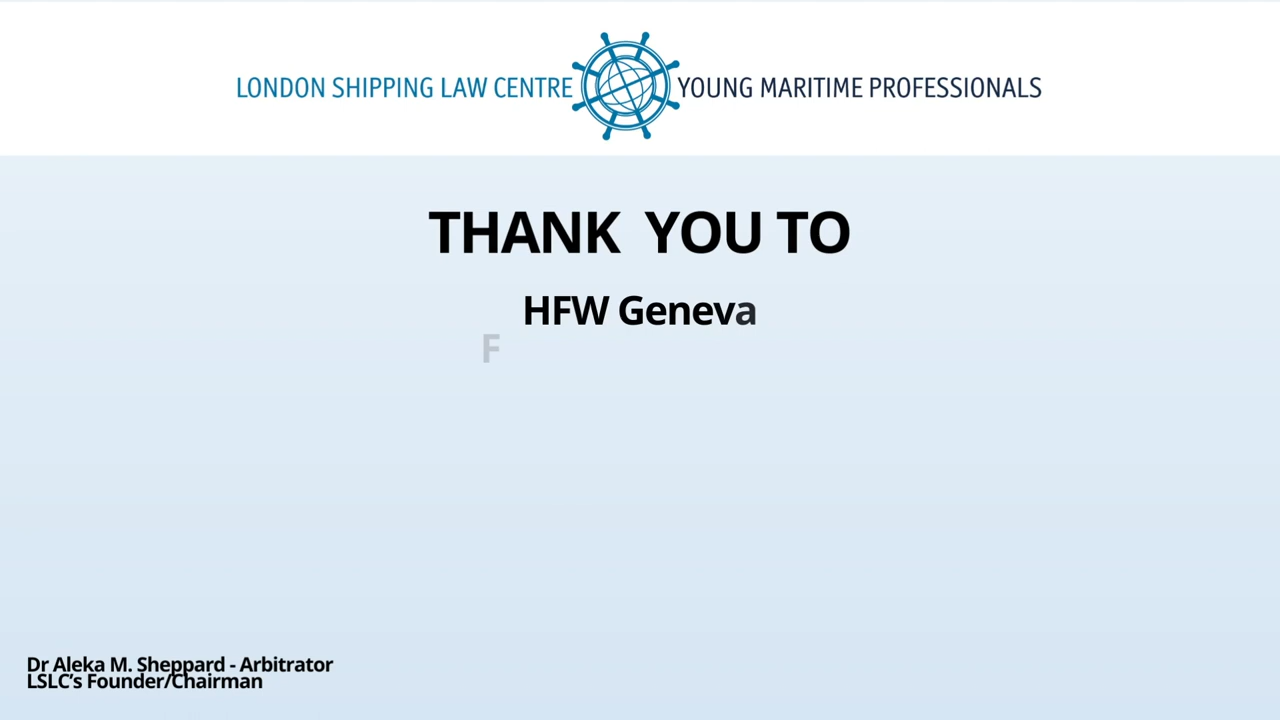 LONDON SHIPPING LAW CENTRE YOUNG MARITIME PROFESSIONALS
THANK YOU TO
HFW Geneva
F
Dr Aleka M. Sheppard - Arbitrator
LSLC’s Founder/Chairman